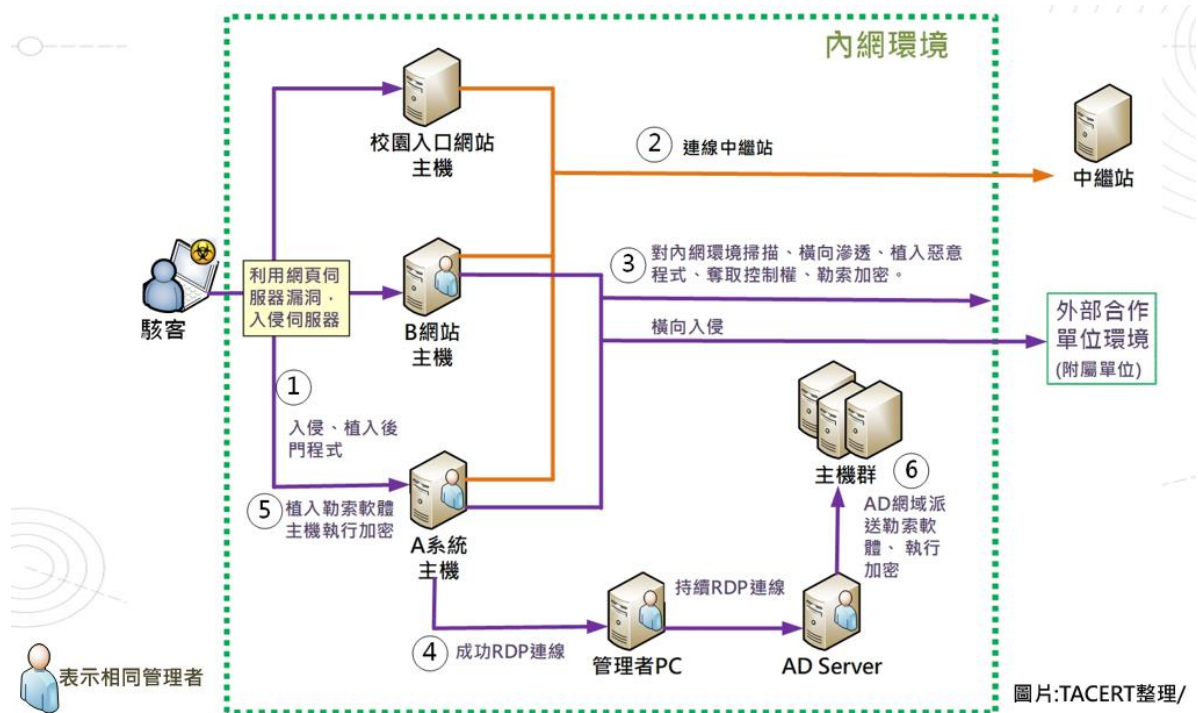 內網環境
校園入口網站
主機
② 連線中繼站
中繼站
駭客
利用網頁伺
服器漏洞，
入侵伺服器
B網站
主機
③ 對內網環境掃描、橫向滲透、植入惡意
程式、奪取控制權、勒索加密。
橫向入侵
外部合作
單位環境
(附屬單位)
①
入侵、植入後
門程式
⑤ 植入勒索軟體
主機執行加密
A系統
主機
主機群
⑥
AD網域派
送勒索軟
體、執行
加密
④ 成功RDP連線
管理者PC
持續RDP連線
AD Server
表示相同管理者
圖片:TACERT整理/